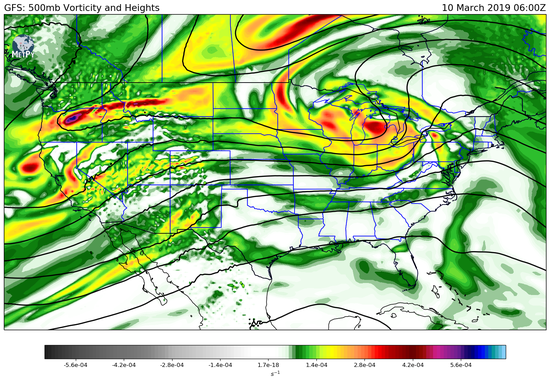 GFS: 500mb Vorticity and Heights
10 March 2019 06:00Z
MetPy
-5.6e-04 -4.2e-04 -2.8e-04 -1.4e-04 1.7e-18 1.4e-04 2.8e-04 4.2e-04 5.6e-04
s⁻¹